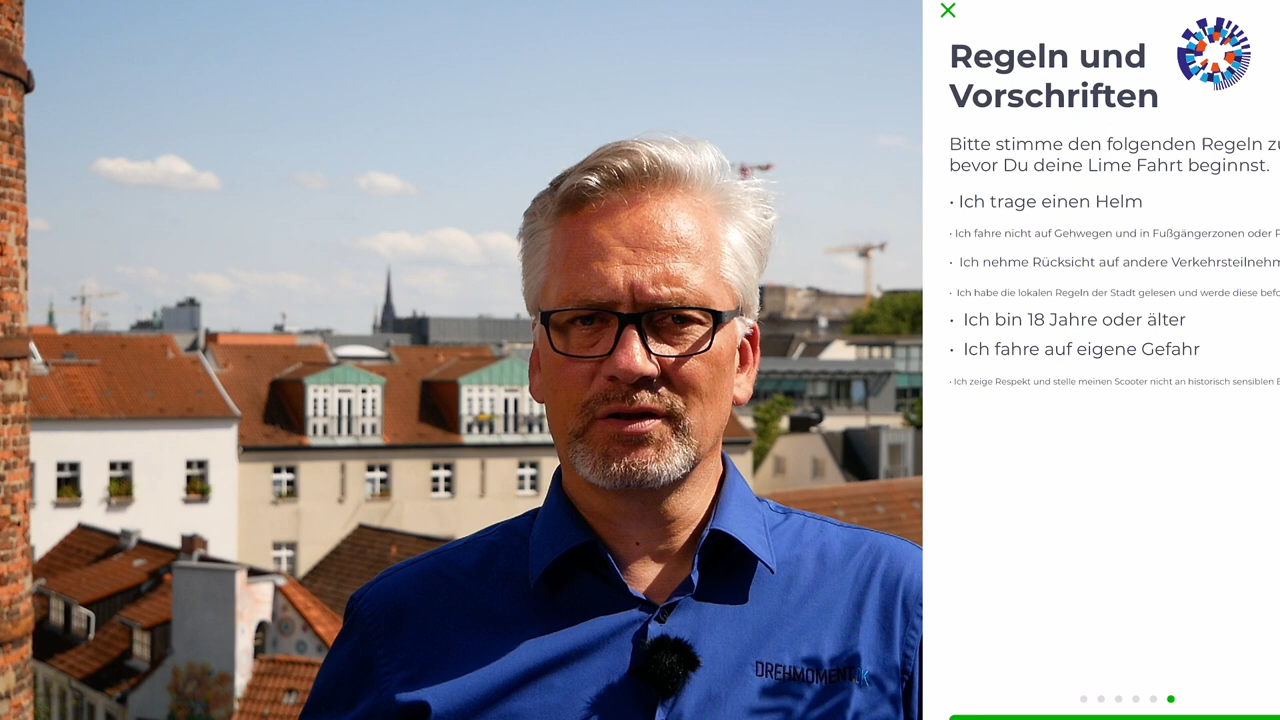 Regeln und
Vorschriften
Bitte stimme den folgenden Regeln zu
bevor Du deine Lime Fahrt beginnst.
• Ich trage einen Helm
• Ich fahre nicht auf Gehwegen und in Fußgängerzonen oder
• Ich nehme Rücksicht auf andere
• Ich habe die lokalen Regeln der Stadt gelesen und werde diese
• Ich bin 18 Jahre oder älter
• Ich fahre auf eigene Gefahr
• Ich zeige Respekt und stelle meinen Scooter nicht an historisch sensiblen
DREHMOMENT